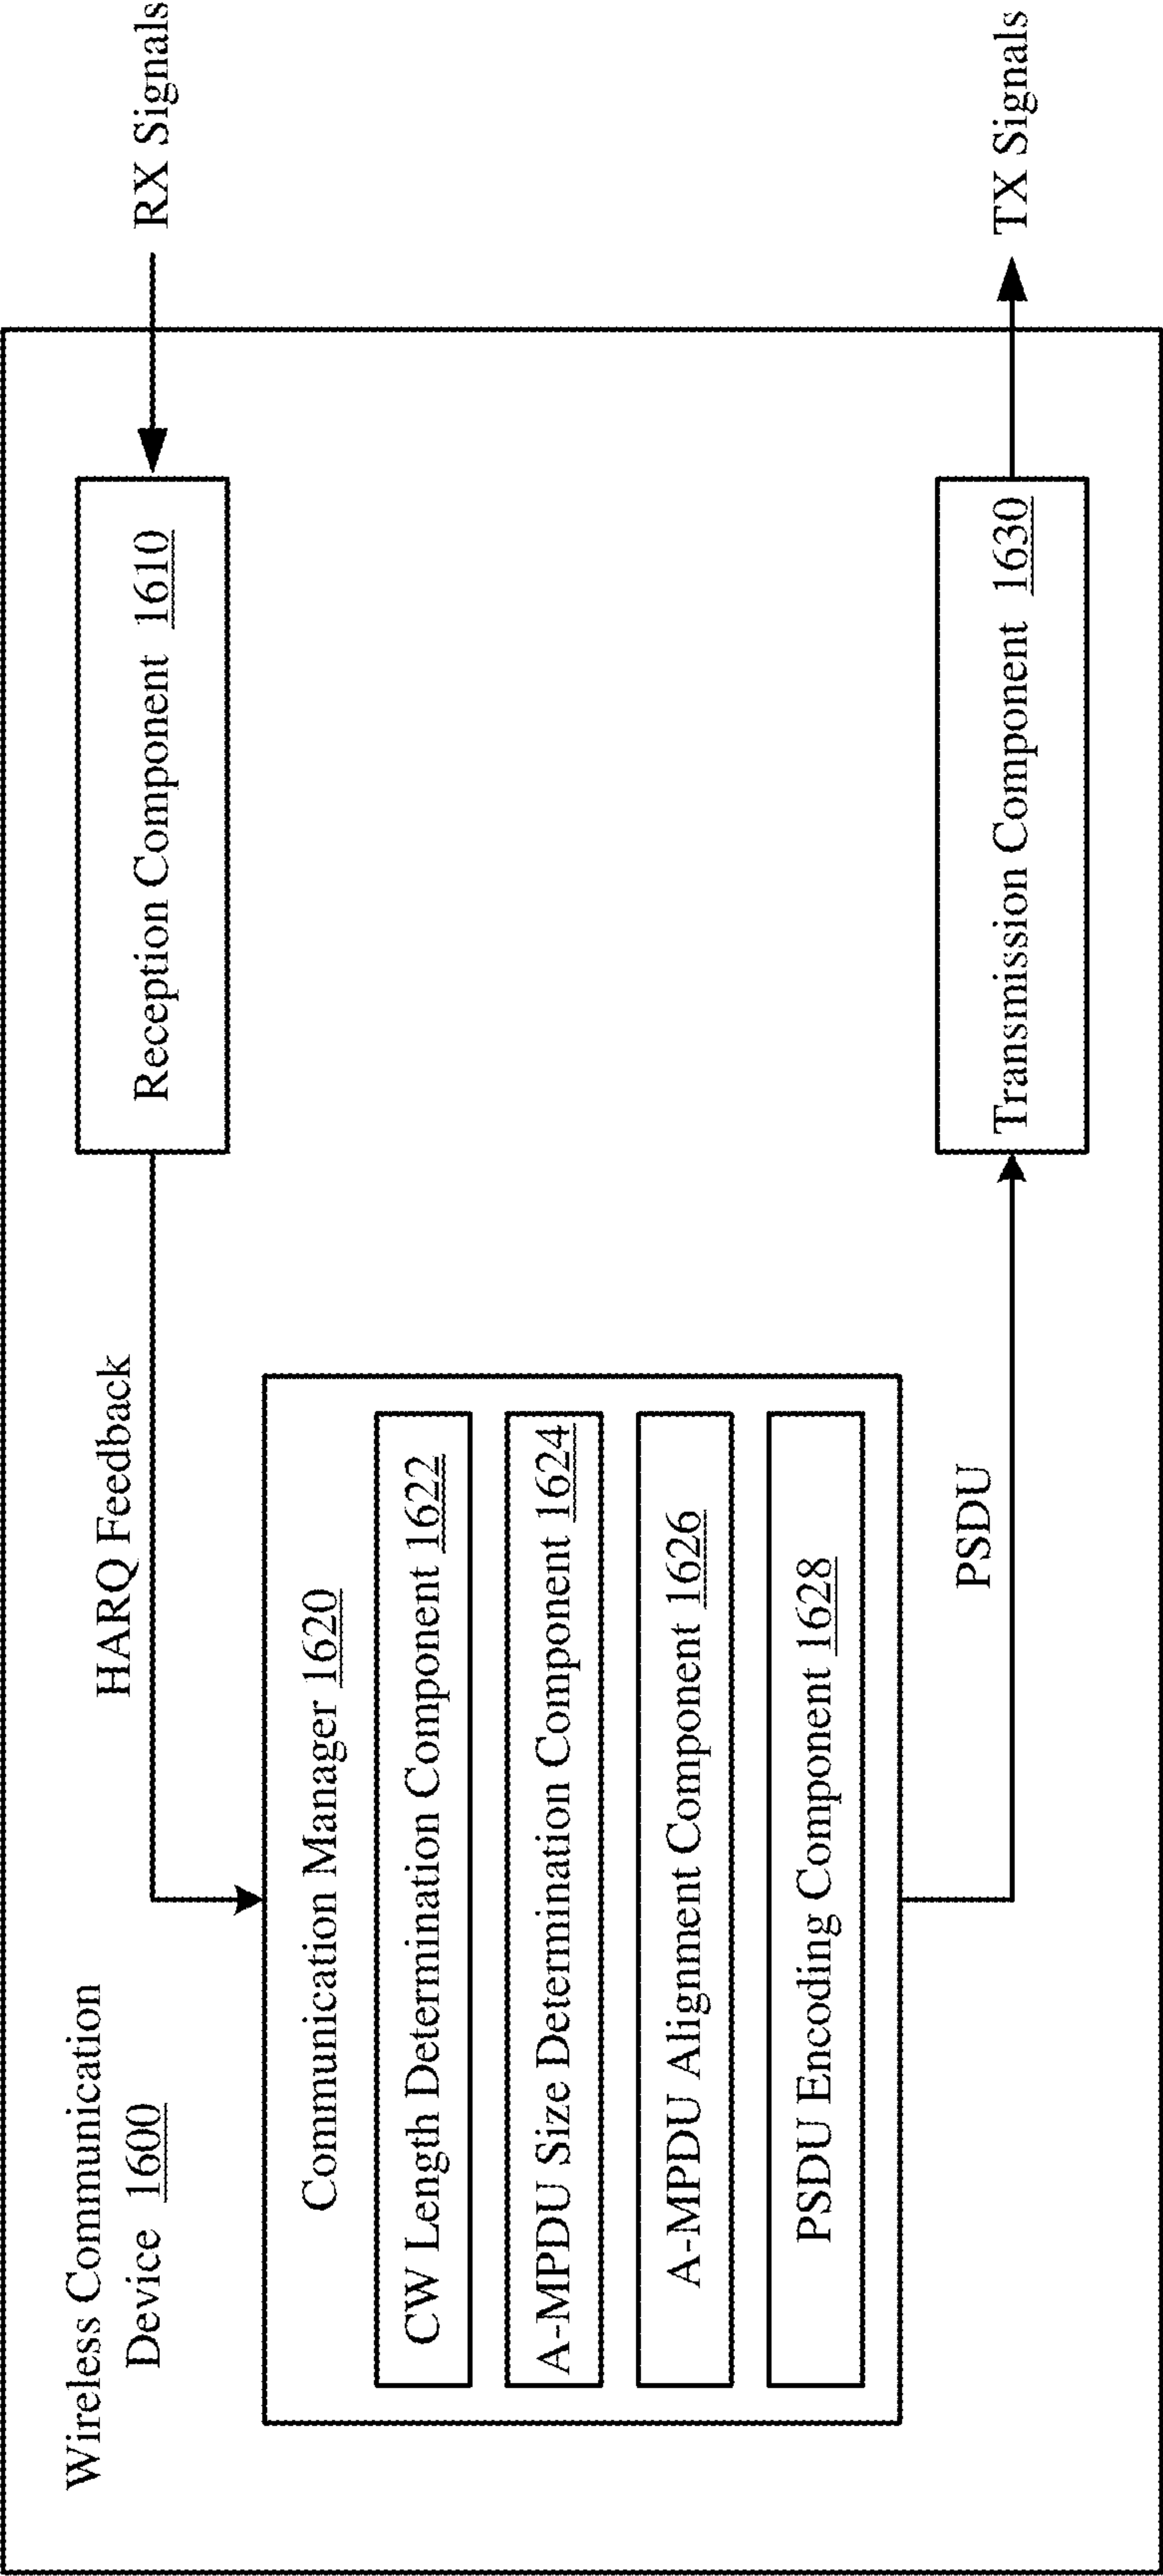 Wireless Communication
Device 1600
HARQ Feedback
Reception Component 1610
RX Signals
Communication Manager 1620
CW Length Determination Component 1622
A-MPDU Size Determination Component 1624
A-MPDU Alignment Component 1626
PSDU Encoding Component 1628
PSDU
Transmission Component 1630
TX Signals